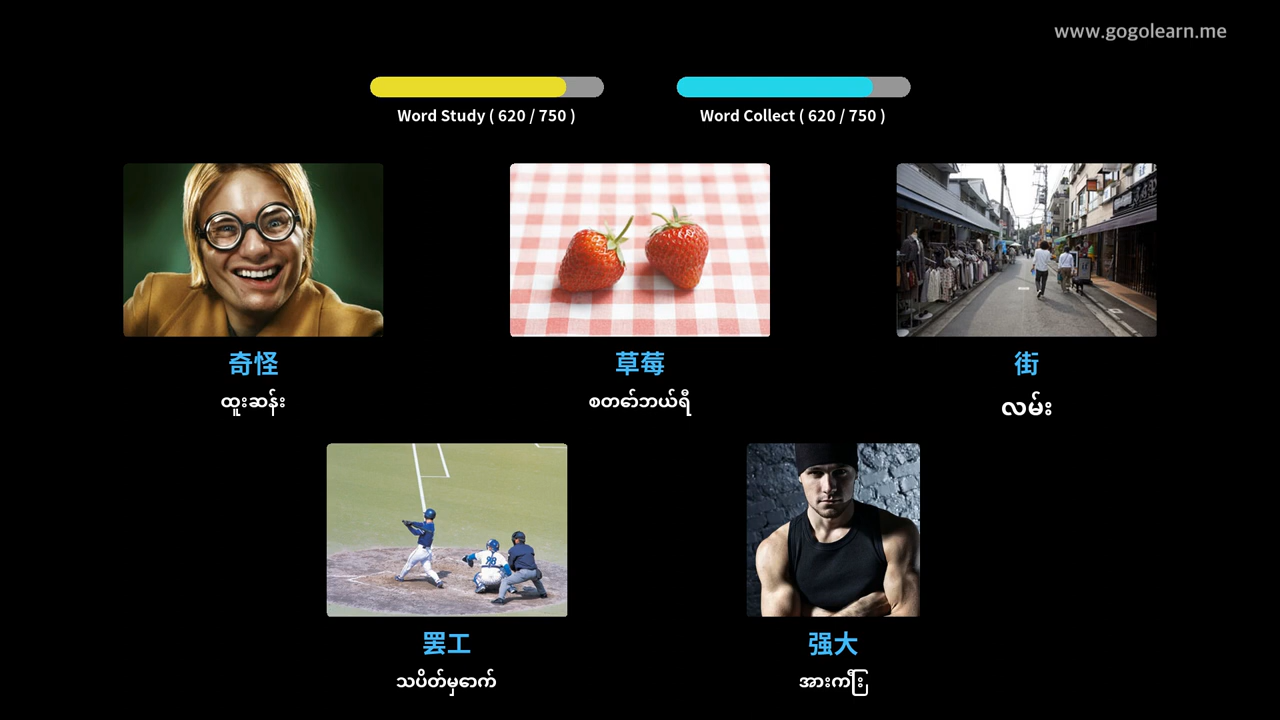 www.gogolearn.me
Word Study ( 620 / 750 )
Word Collect ( 620 / 750 )
奇怪
ထူးဆန်း
草莓
စတော်ဘယ်ရီ
街
လမ်း
罢工
သပိတ်မှောက်
强大
အားကြီး